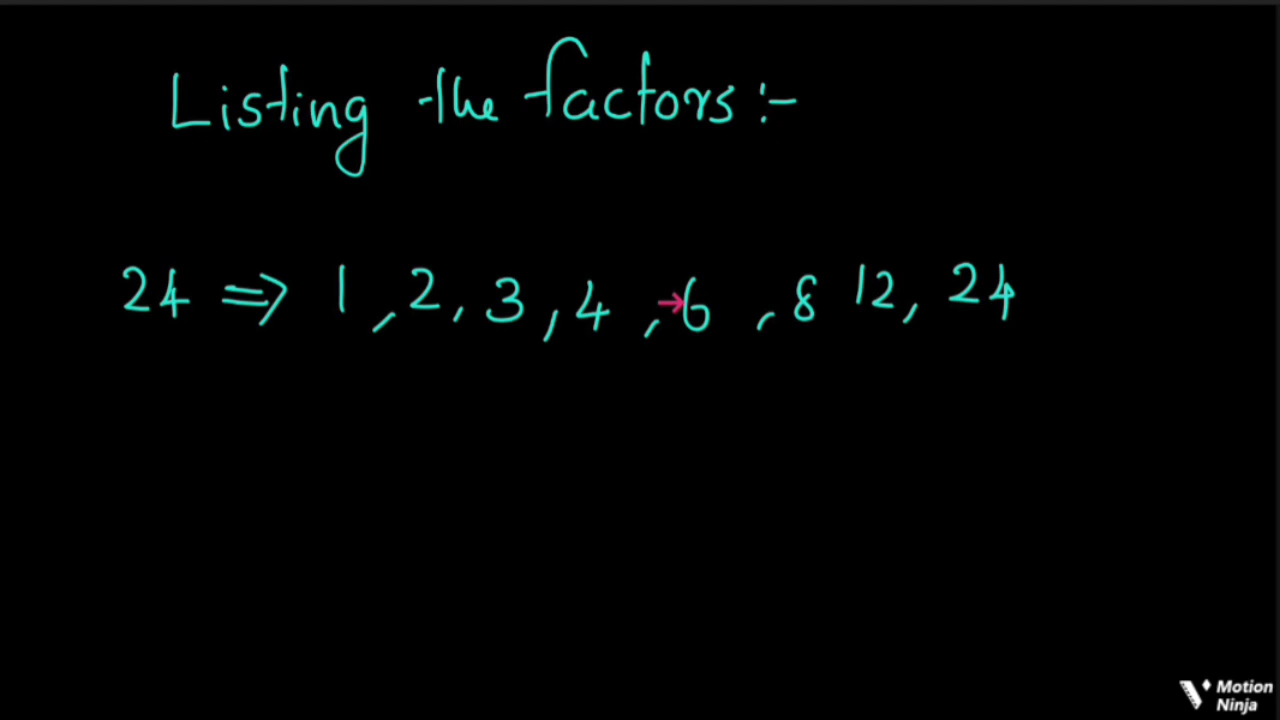 Listing the factors :-
24 ⇒ 1 , 2 , 3 , 4 , →6 , 8 12 , 24
Motion
Ninja